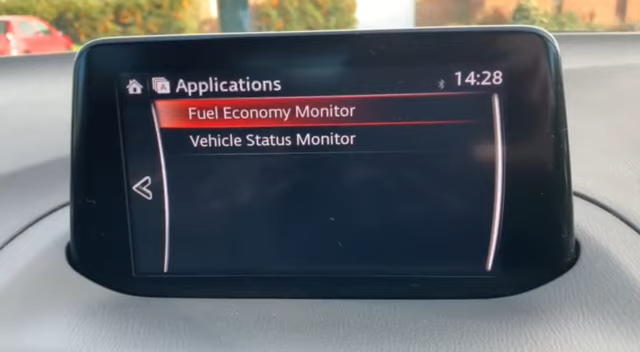 Applications 14:28
Fuel Economy Monitor
Vehicle Status Monitor